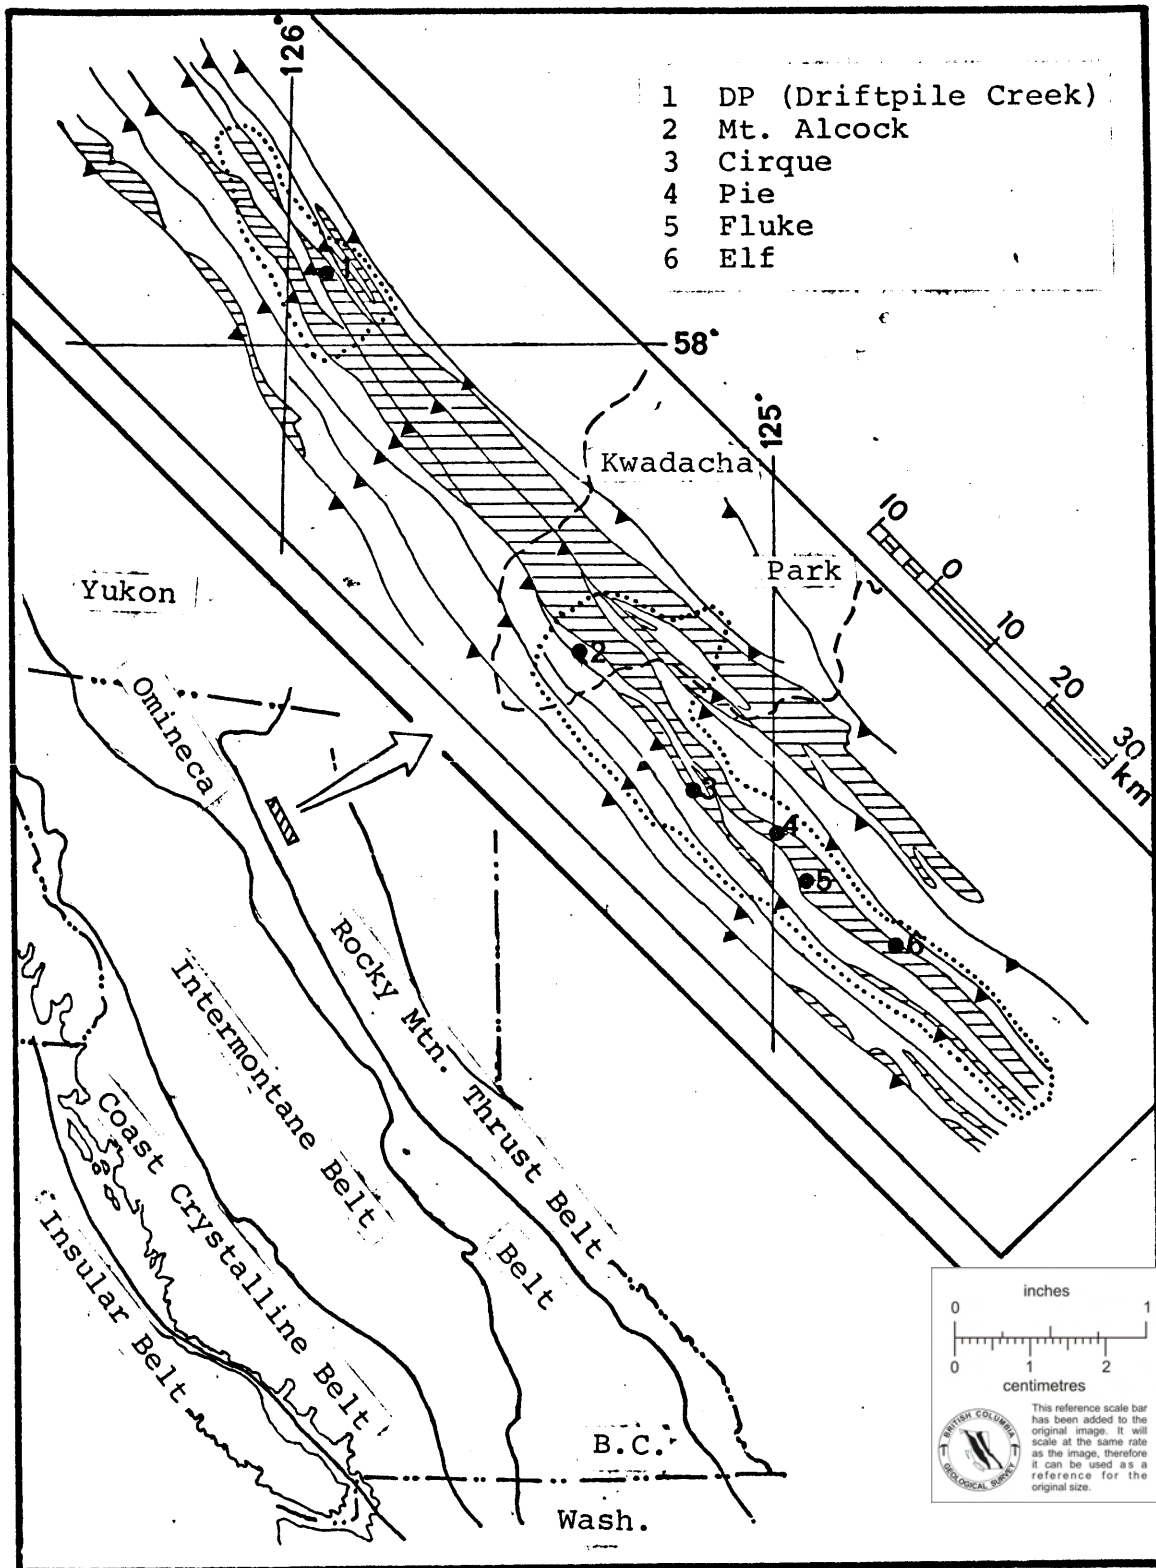 126°
1 DP (Driftpile Creek)
2 Mt. Alcock
3 Cirque
4 Pie
5 Fluke
6 Elf
1
58°
125°
Kwadacha
Park
10
0
10
20
30
km
2
3
4
5
6
Yukon
Omineca
Rocky Mtn. Thrust Belt
Intermontane Belt
Belt
Coast Crystalline Belt
Insular Belt
B.C.
Wash.
inches
0 1
0 1 2
centimetres
BRITISH COLUMBIA
GEOLOGICAL SURVEY
This reference scale bar
has been added to the
original image. It will
scale at the same rate
as the image, therefore
it can be used as a
reference for the
original size.